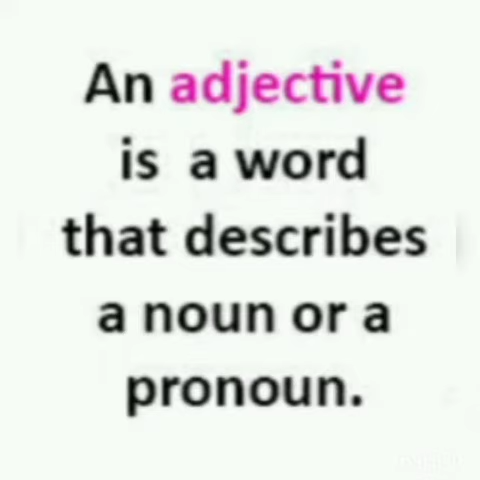 An adjective
is a word
that describes
a noun or a
pronoun.